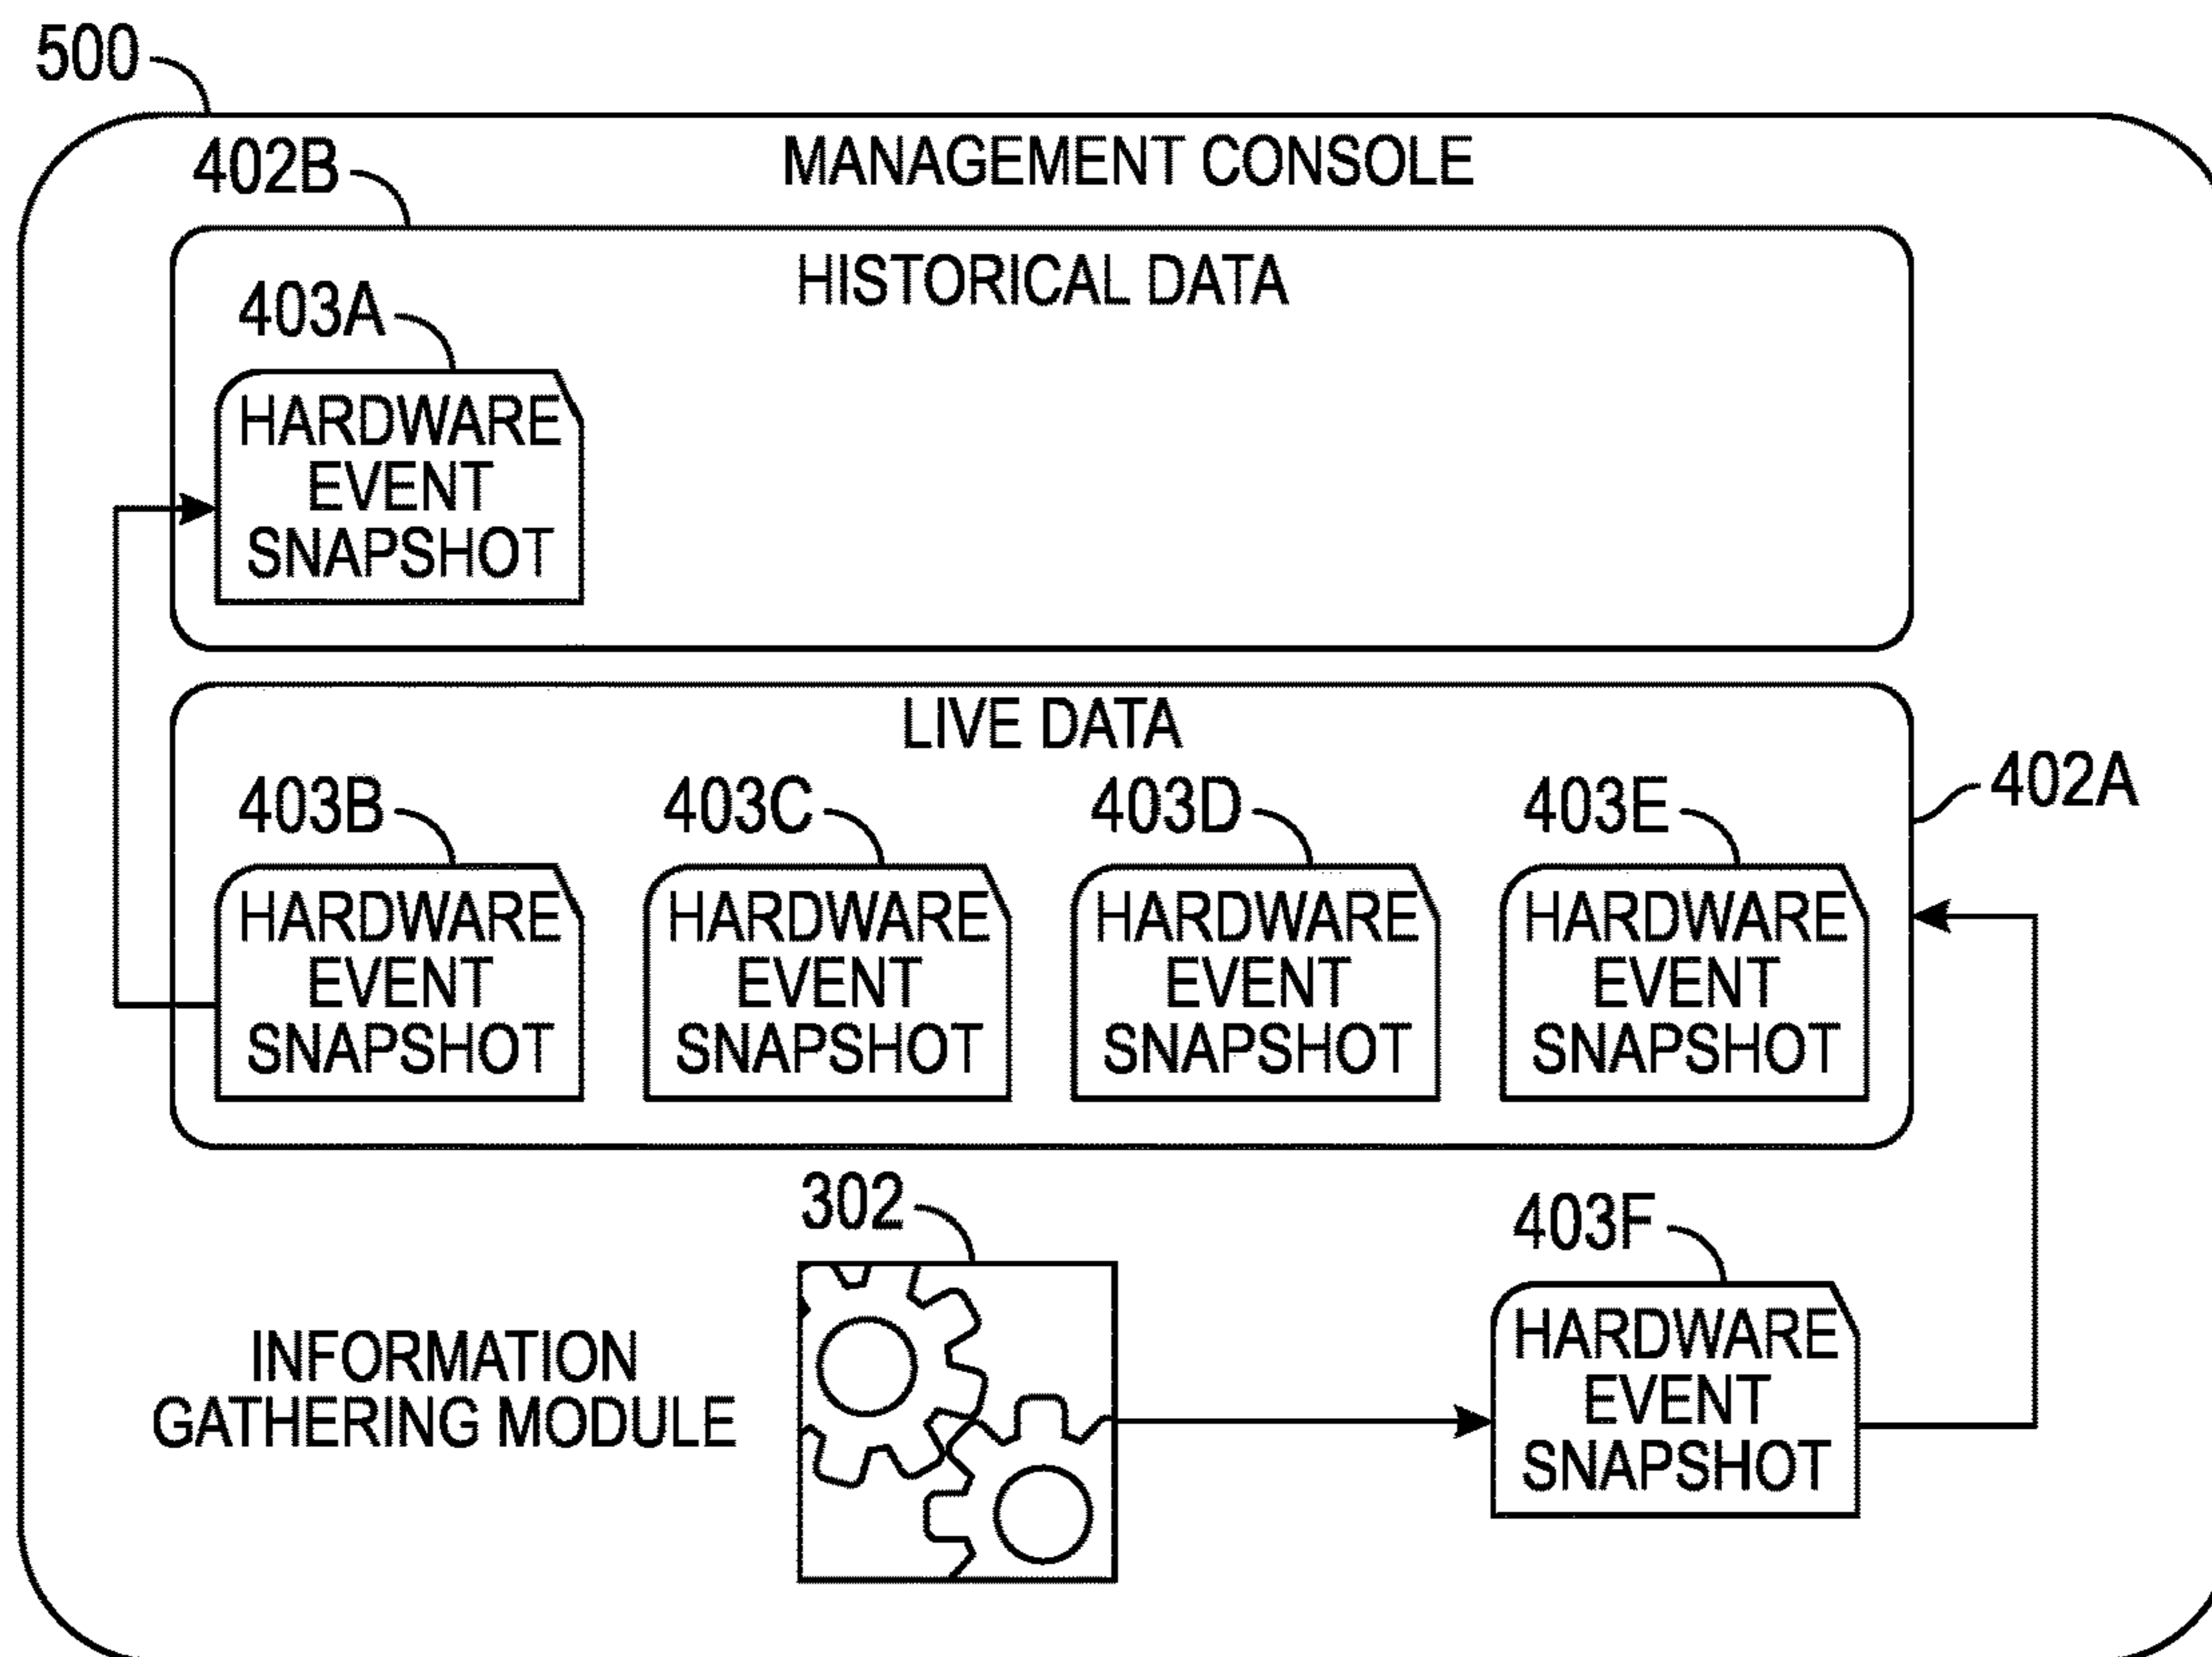 500
MANAGEMENT CONSOLE
402B
HISTORICAL DATA
403A
HARDWARE
EVENT
SNAPSHOT
LIVE DATA
402A
403B
HARDWARE
EVENT
SNAPSHOT
403C
HARDWARE
EVENT
SNAPSHOT
403D
HARDWARE
EVENT
SNAPSHOT
403E
HARDWARE
EVENT
SNAPSHOT
INFORMATION
GATHERING MODULE
302
403F
HARDWARE
EVENT
SNAPSHOT